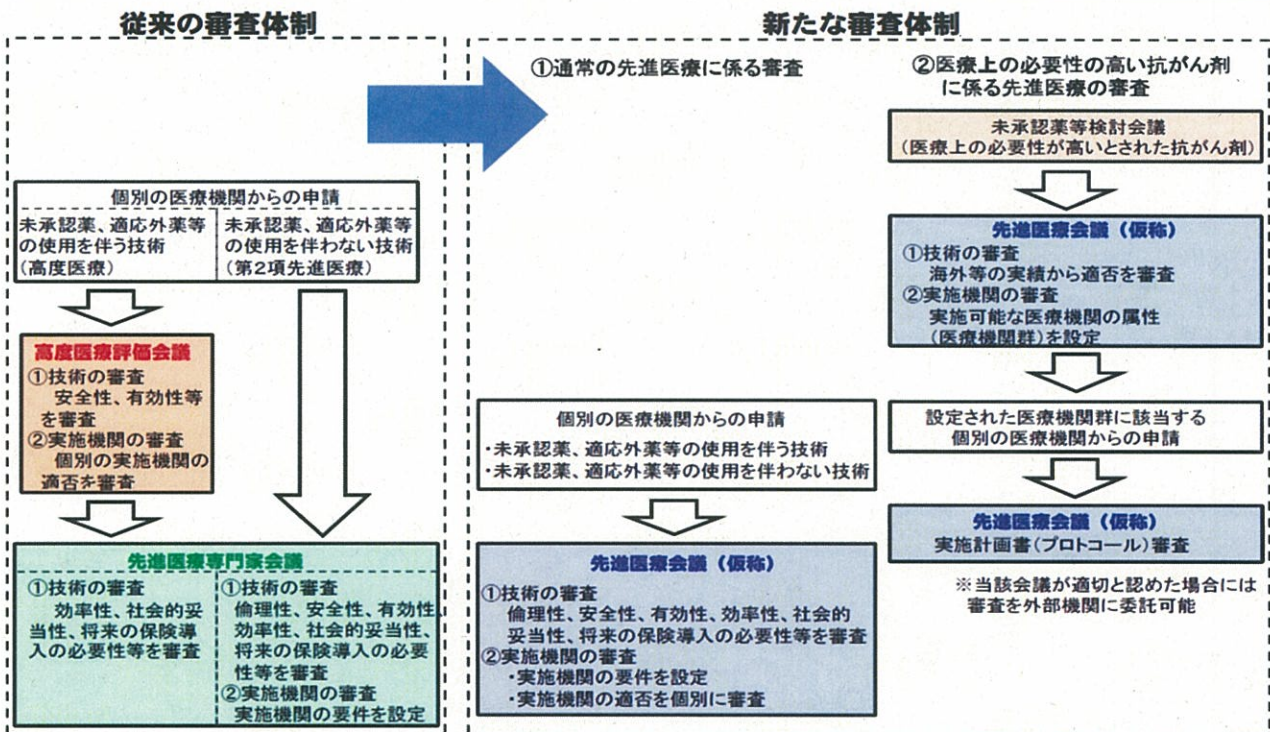 従来の審査体制
個別の医療機関からの申請
未承認薬、適応外薬等
の使用を伴う技術
(高度医療)
未承認薬、適応外薬等
の使用を伴わない技術
(第2項先進医療)
高度医療評価会議
①技術の審査
安全性、有効性等
を審査
②実施機関の審査
個別の実施機関の
適否を審査
先進医療専門家会議
①技術の審査
効率性、社会的妥
当性、将来の保険導
入の必要性等を審査
①技術の審査
倫理性、安全性、有効性、
効率性、社会的妥当性、
将来の保険導入の必要
性等を審査
②実施機関の審査
実施機関の要件を設定
新たな審査体制
①通常の先進医療に係る審査
個別の医療機関からの申請
・未承認薬、適応外薬等の使用を伴う技術
・未承認薬、適応外薬等の使用を伴わない技術
先進医療会議(仮称)
①技術の審査
倫理性、安全性、有効性、効率性、社会的
妥当性、将来の保険導入の必要性等を審査
②実施機関の審査
・実施機関の要件を設定
・実施機関の適否を個別に審査
②医療上の必要性の高い抗がん剤
に係る先進医療の審査
未承認薬等検討会議
(医療上の必要性が高いとされた抗がん剤)
先進医療会議(仮称)
①技術の審査
海外等の実績から適否を審査
②実施機関の審査
実施可能な医療機関の属性
(医療機関群)を設定
設定された医療機関群に該当する
個別の医療機関からの申請
先進医療会議(仮称)
実施計画書(プロトコール)審査
※当該会議が適切と認めた場合には
審査を外部機関に委託可能